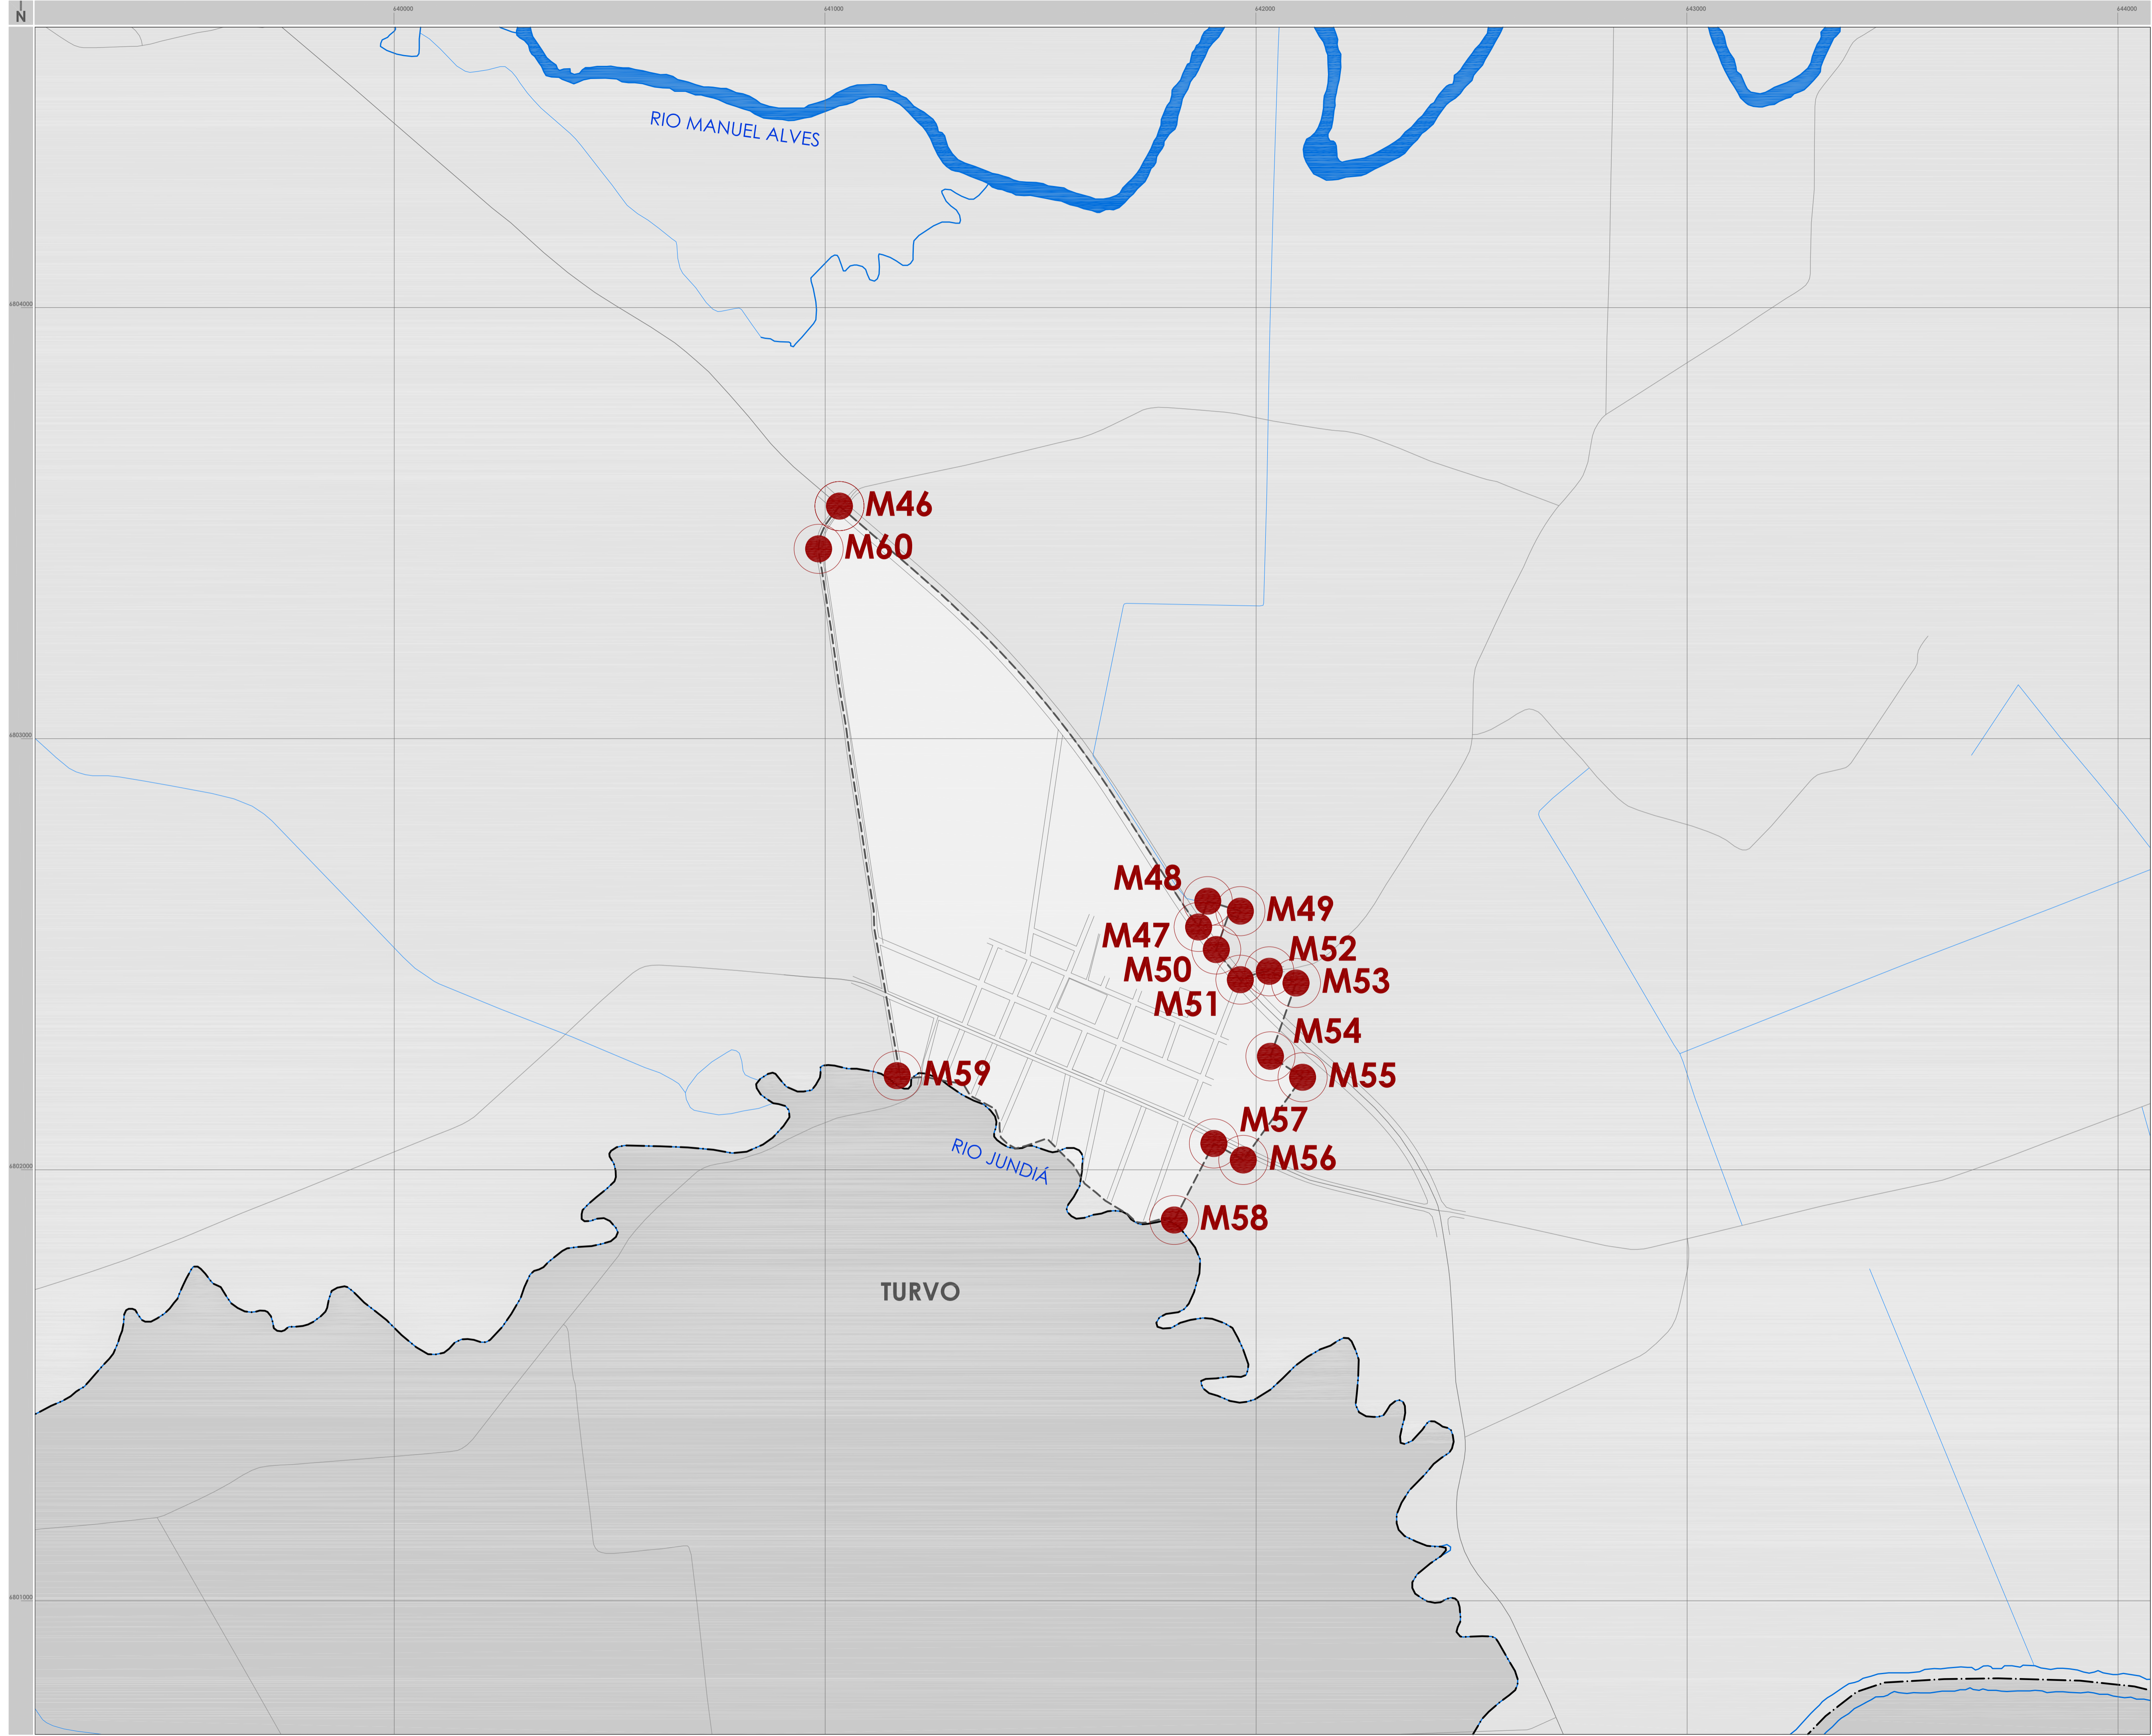 N
640000
641000
642000
643000
644000
RIO MANUEL ALVES
6804000
M46
M60
6803000
M48
M49
M47
M52
M50
M53
M51
M54
M59
M55
M57
RIO JUNDIÁ
M56
6802000
M58
TURVO
6801000